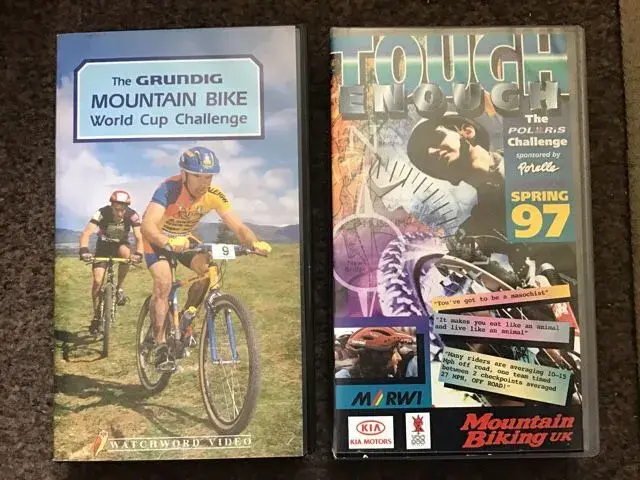 The GRUNDIG
MOUNTAIN BIKE
World Cup Challenge
RALEIGH
9
WATCHWORD VIDEO
TOUGH
ENOUGH
The
POLARIS
Challenge
sponsored by
Porelle
SPRING
97
"You've got to be a masochist"
"It makes you eat like an animal
and live like an animal"
"Many riders are averaging 10-15
Mph off road, one team timed
between 2 checkpoints averaged
27 MPH, OFF ROAD!"
MRWI
KIA
KIA MOTORS
Mountain
Biking UK